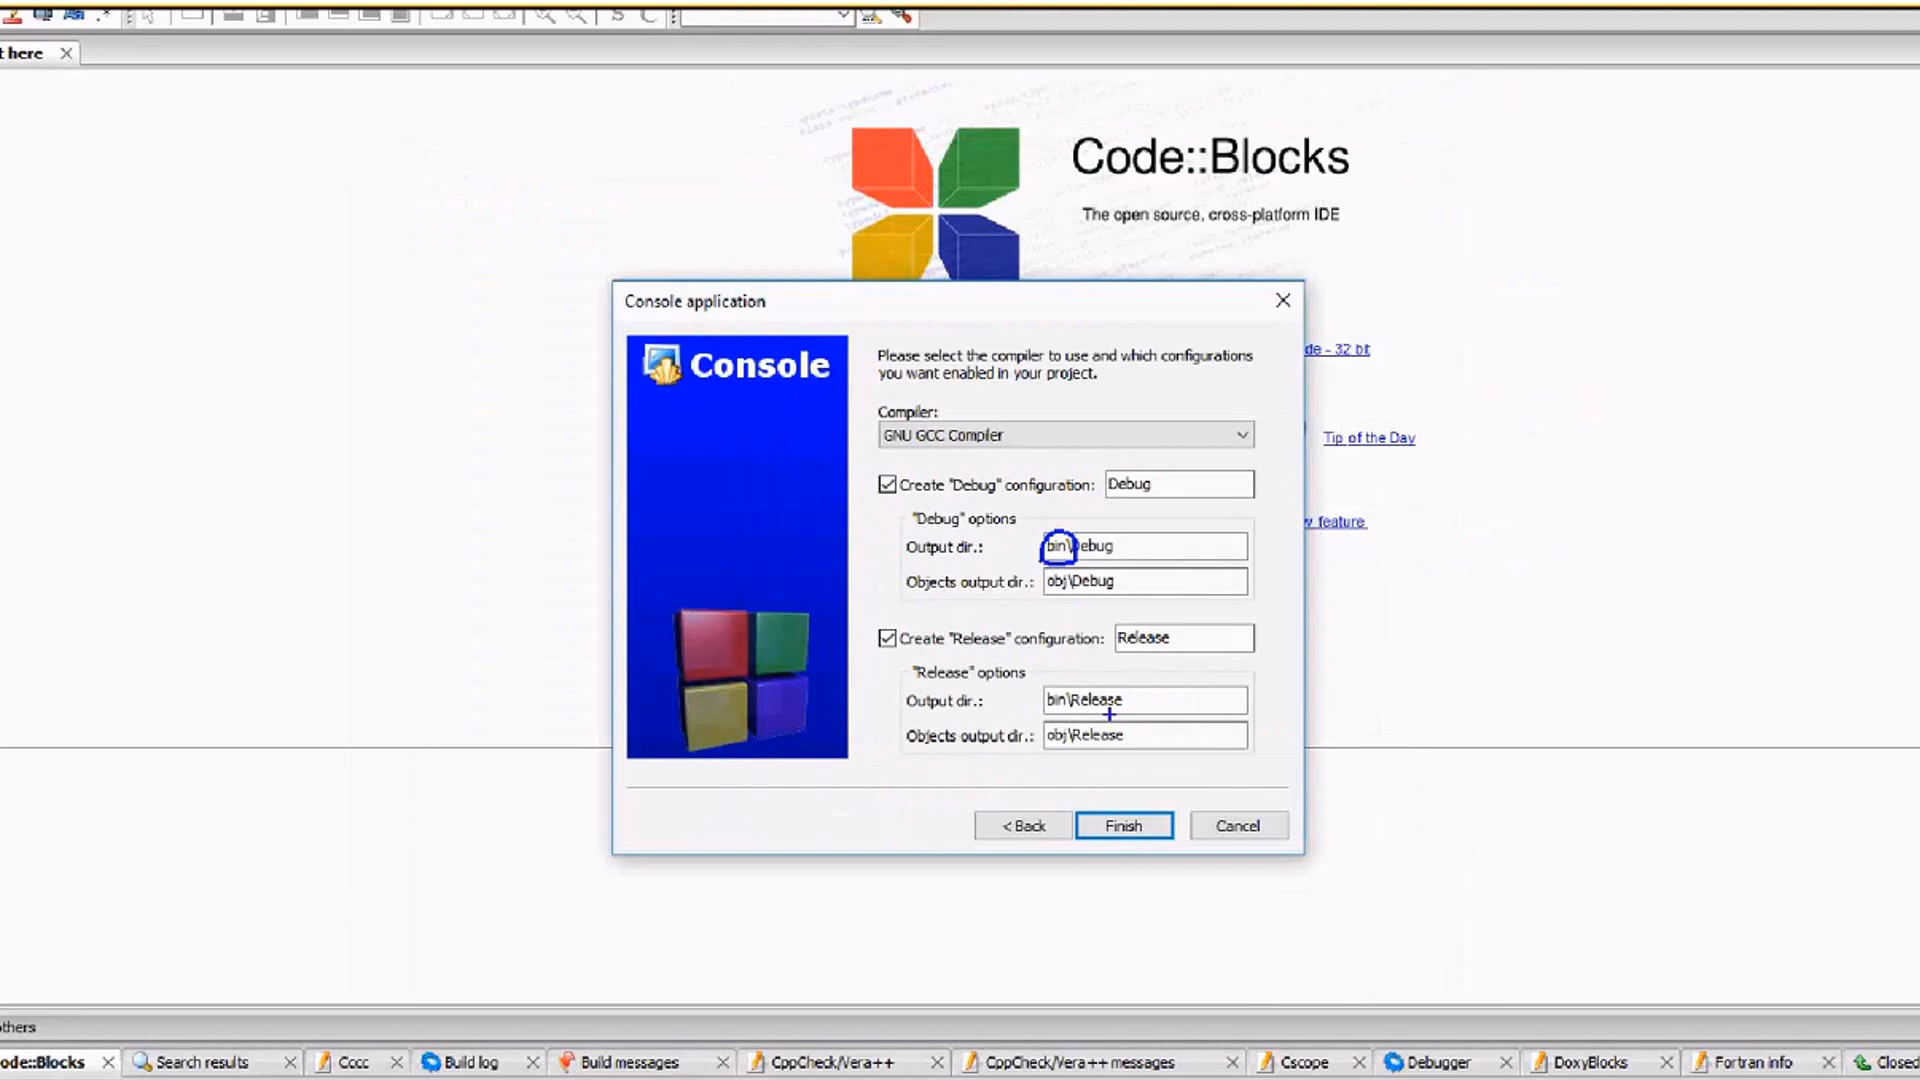 t here
Code::Blocks
The open source, cross-platform IDE
Console application
Console
Please select the compiler to use and which configurations
you want enabled in your project.
de - 32 bit
Compiler:
GNU GCC Compiler
Tip of the Day
Create "Debug" configuration: Debug
"Debug" options
w feature
Output dir.: bin\Debug
Objects output dir.: obj\Debug
Create "Release" configuration: Release
"Release" options
Output dir.: bin\Release
Objects output dir.: obj\Release
< Back Finish Cancel
others
ode::Blocks Search results Cccc Build log Build messages CppCheck/Vera++ CppCheck/Vera++ messages Cscope Debugger DoxyBlocks Fortran info Closed